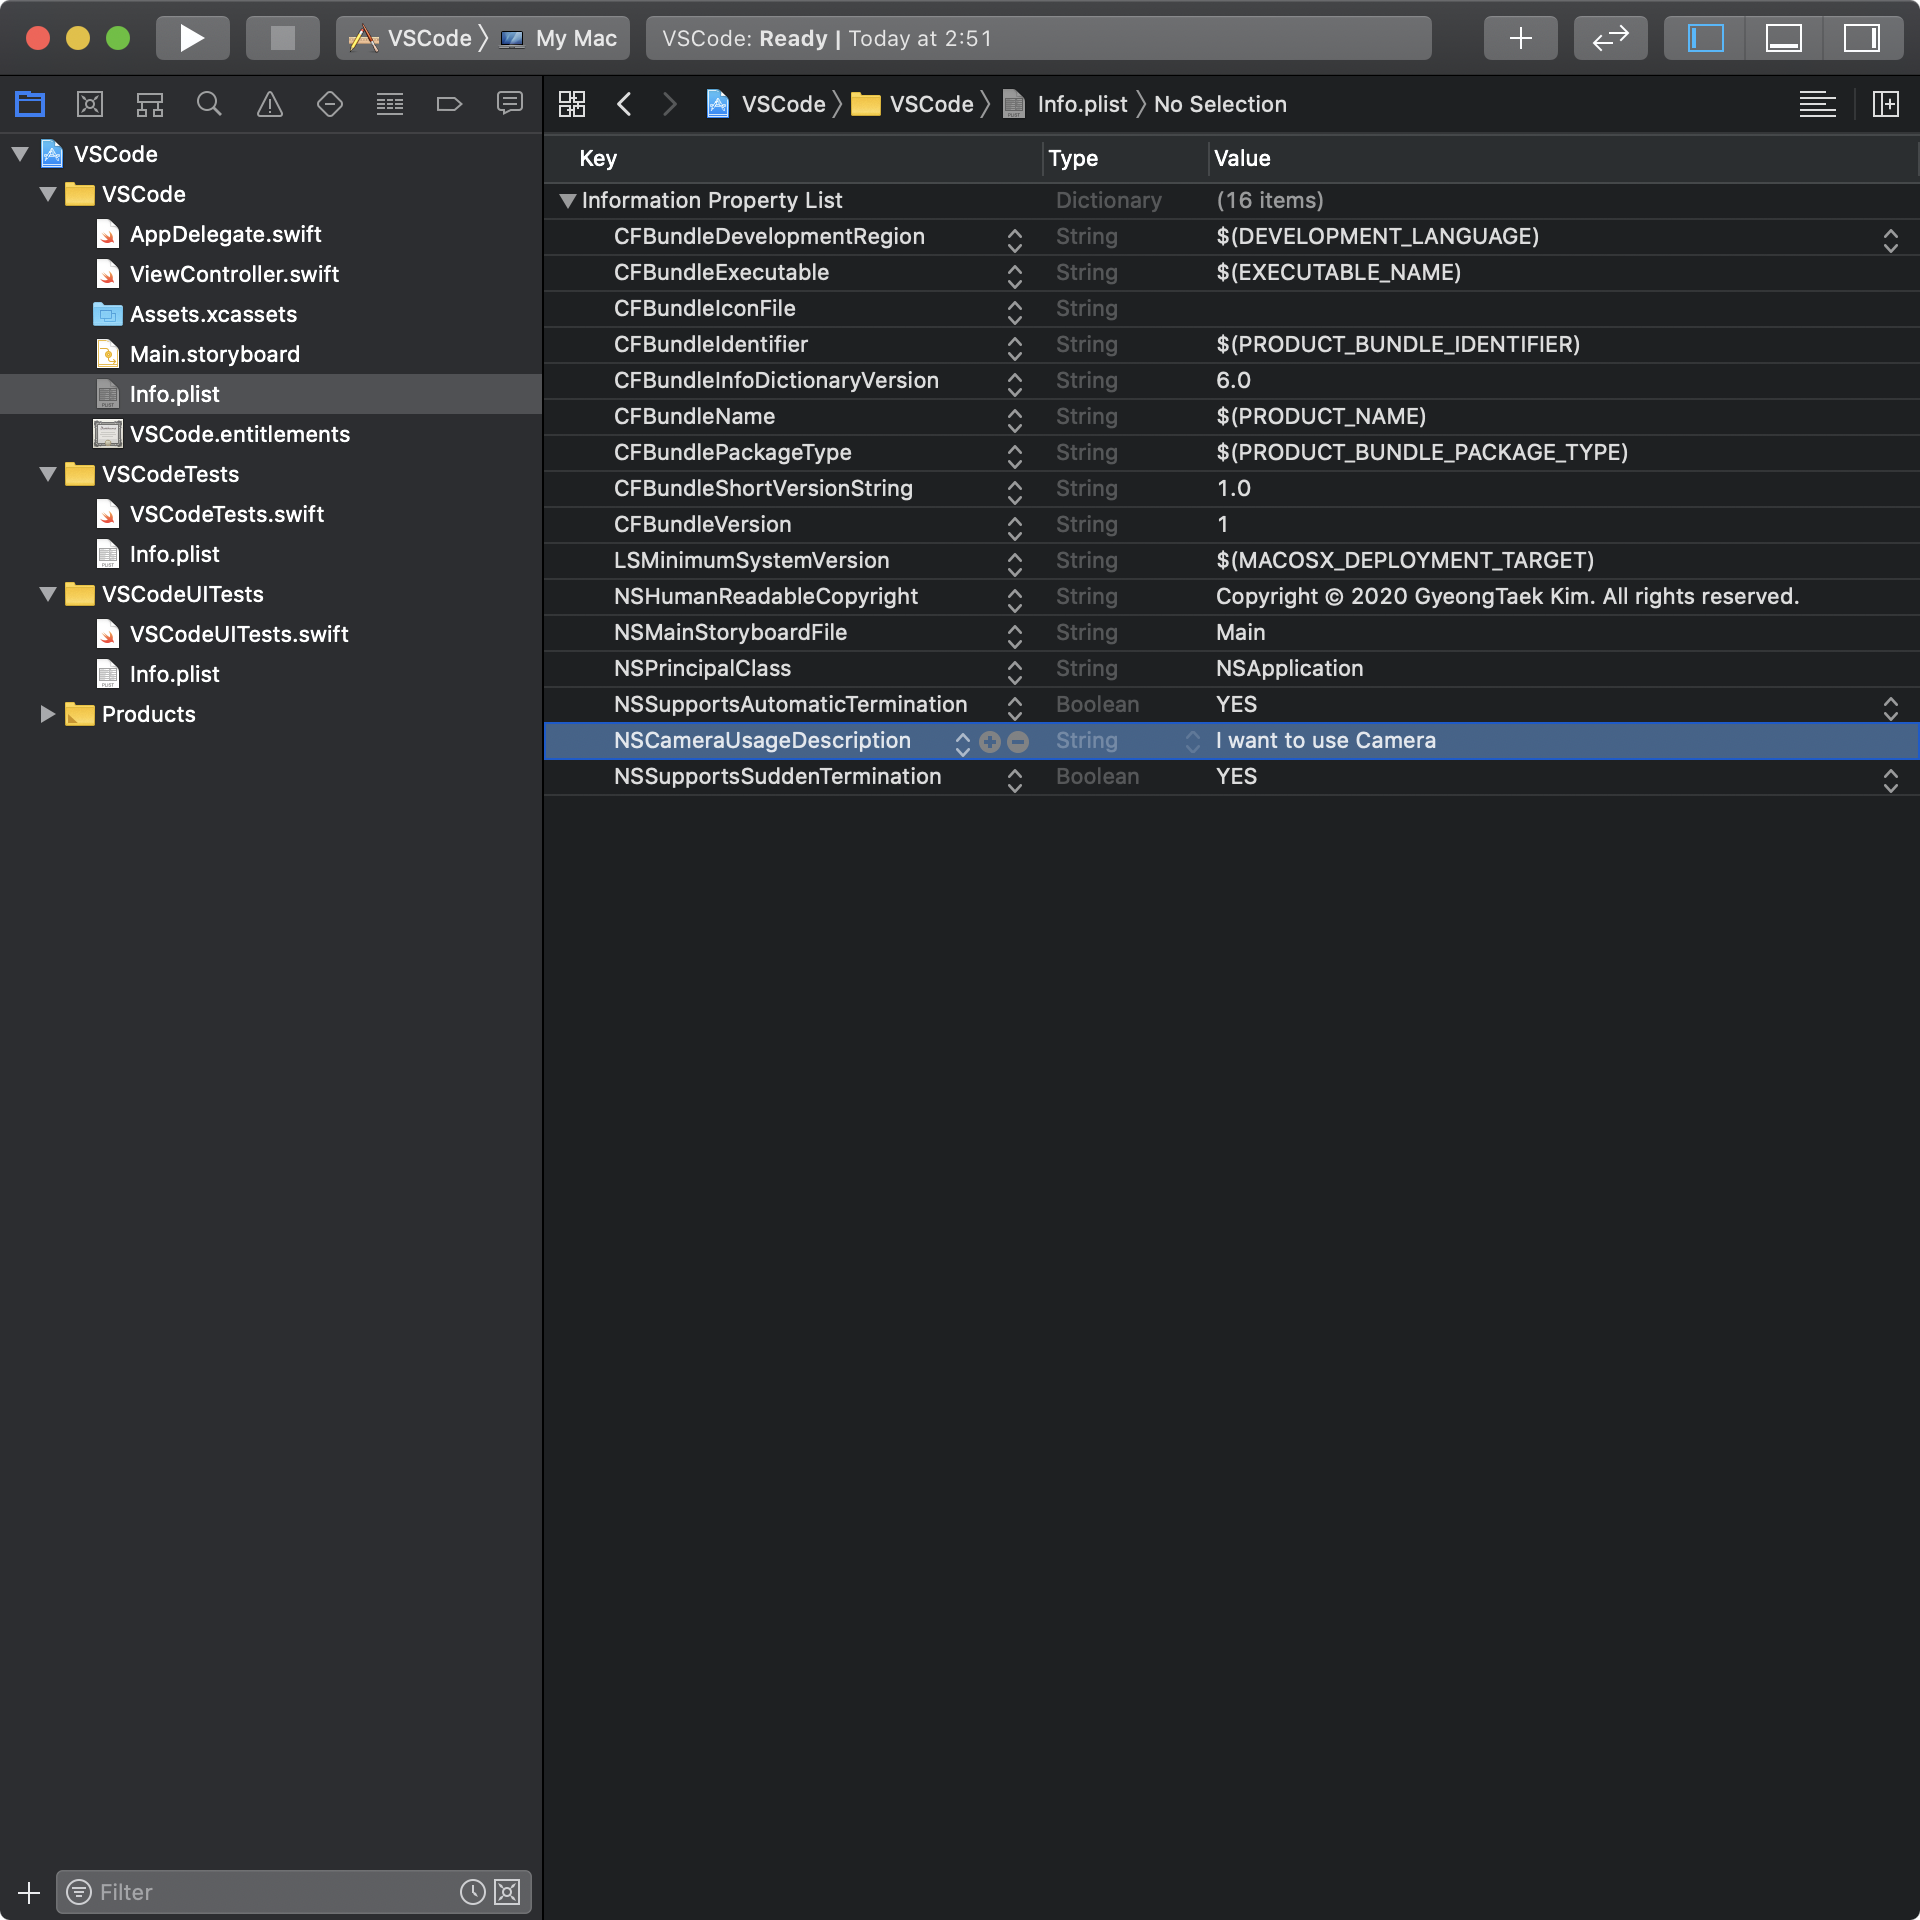 VSCode My Mac VSCode: Ready | Today at 2:51
VSCode VSCode Info.plist No Selection
VSCode
VSCode
AppDelegate.swift
ViewController.swift
Assets.xcassets
Main.storyboard
Info.plist
VSCode.entitlements
VSCodeTests
VSCodeTests.swift
Info.plist
VSCodeUITests
VSCodeUITests.swift
Info.plist
Products
Filter
Key Type Value
Information Property List Dictionary (16 items)
CFBundleDevelopmentRegion String $(DEVELOPMENT_LANGUAGE)
CFBundleExecutable String $(EXECUTABLE_NAME)
CFBundleIconFile String
CFBundleIdentifier String $(PRODUCT_BUNDLE_IDENTIFIER)
CFBundleInfoDictionaryVersion String 6.0
CFBundleName String $(PRODUCT_NAME)
CFBundlePackageType String $(PRODUCT_BUNDLE_PACKAGE_TYPE)
CFBundleShortVersionString String 1.0
CFBundleVersion String 1
LSMinimumSystemVersion String $(MACOSX_DEPLOYMENT_TARGET)
NSHumanReadableCopyright String Copyright © 2020 GyeongTaek Kim. All rights reserved.
NSMainStoryboardFile String Main
NSPrincipalClass String NSApplication
NSSupportsAutomaticTermination Boolean YES
NSCameraUsageDescription String I want to use Camera
NSSupportsSuddenTermination Boolean YES